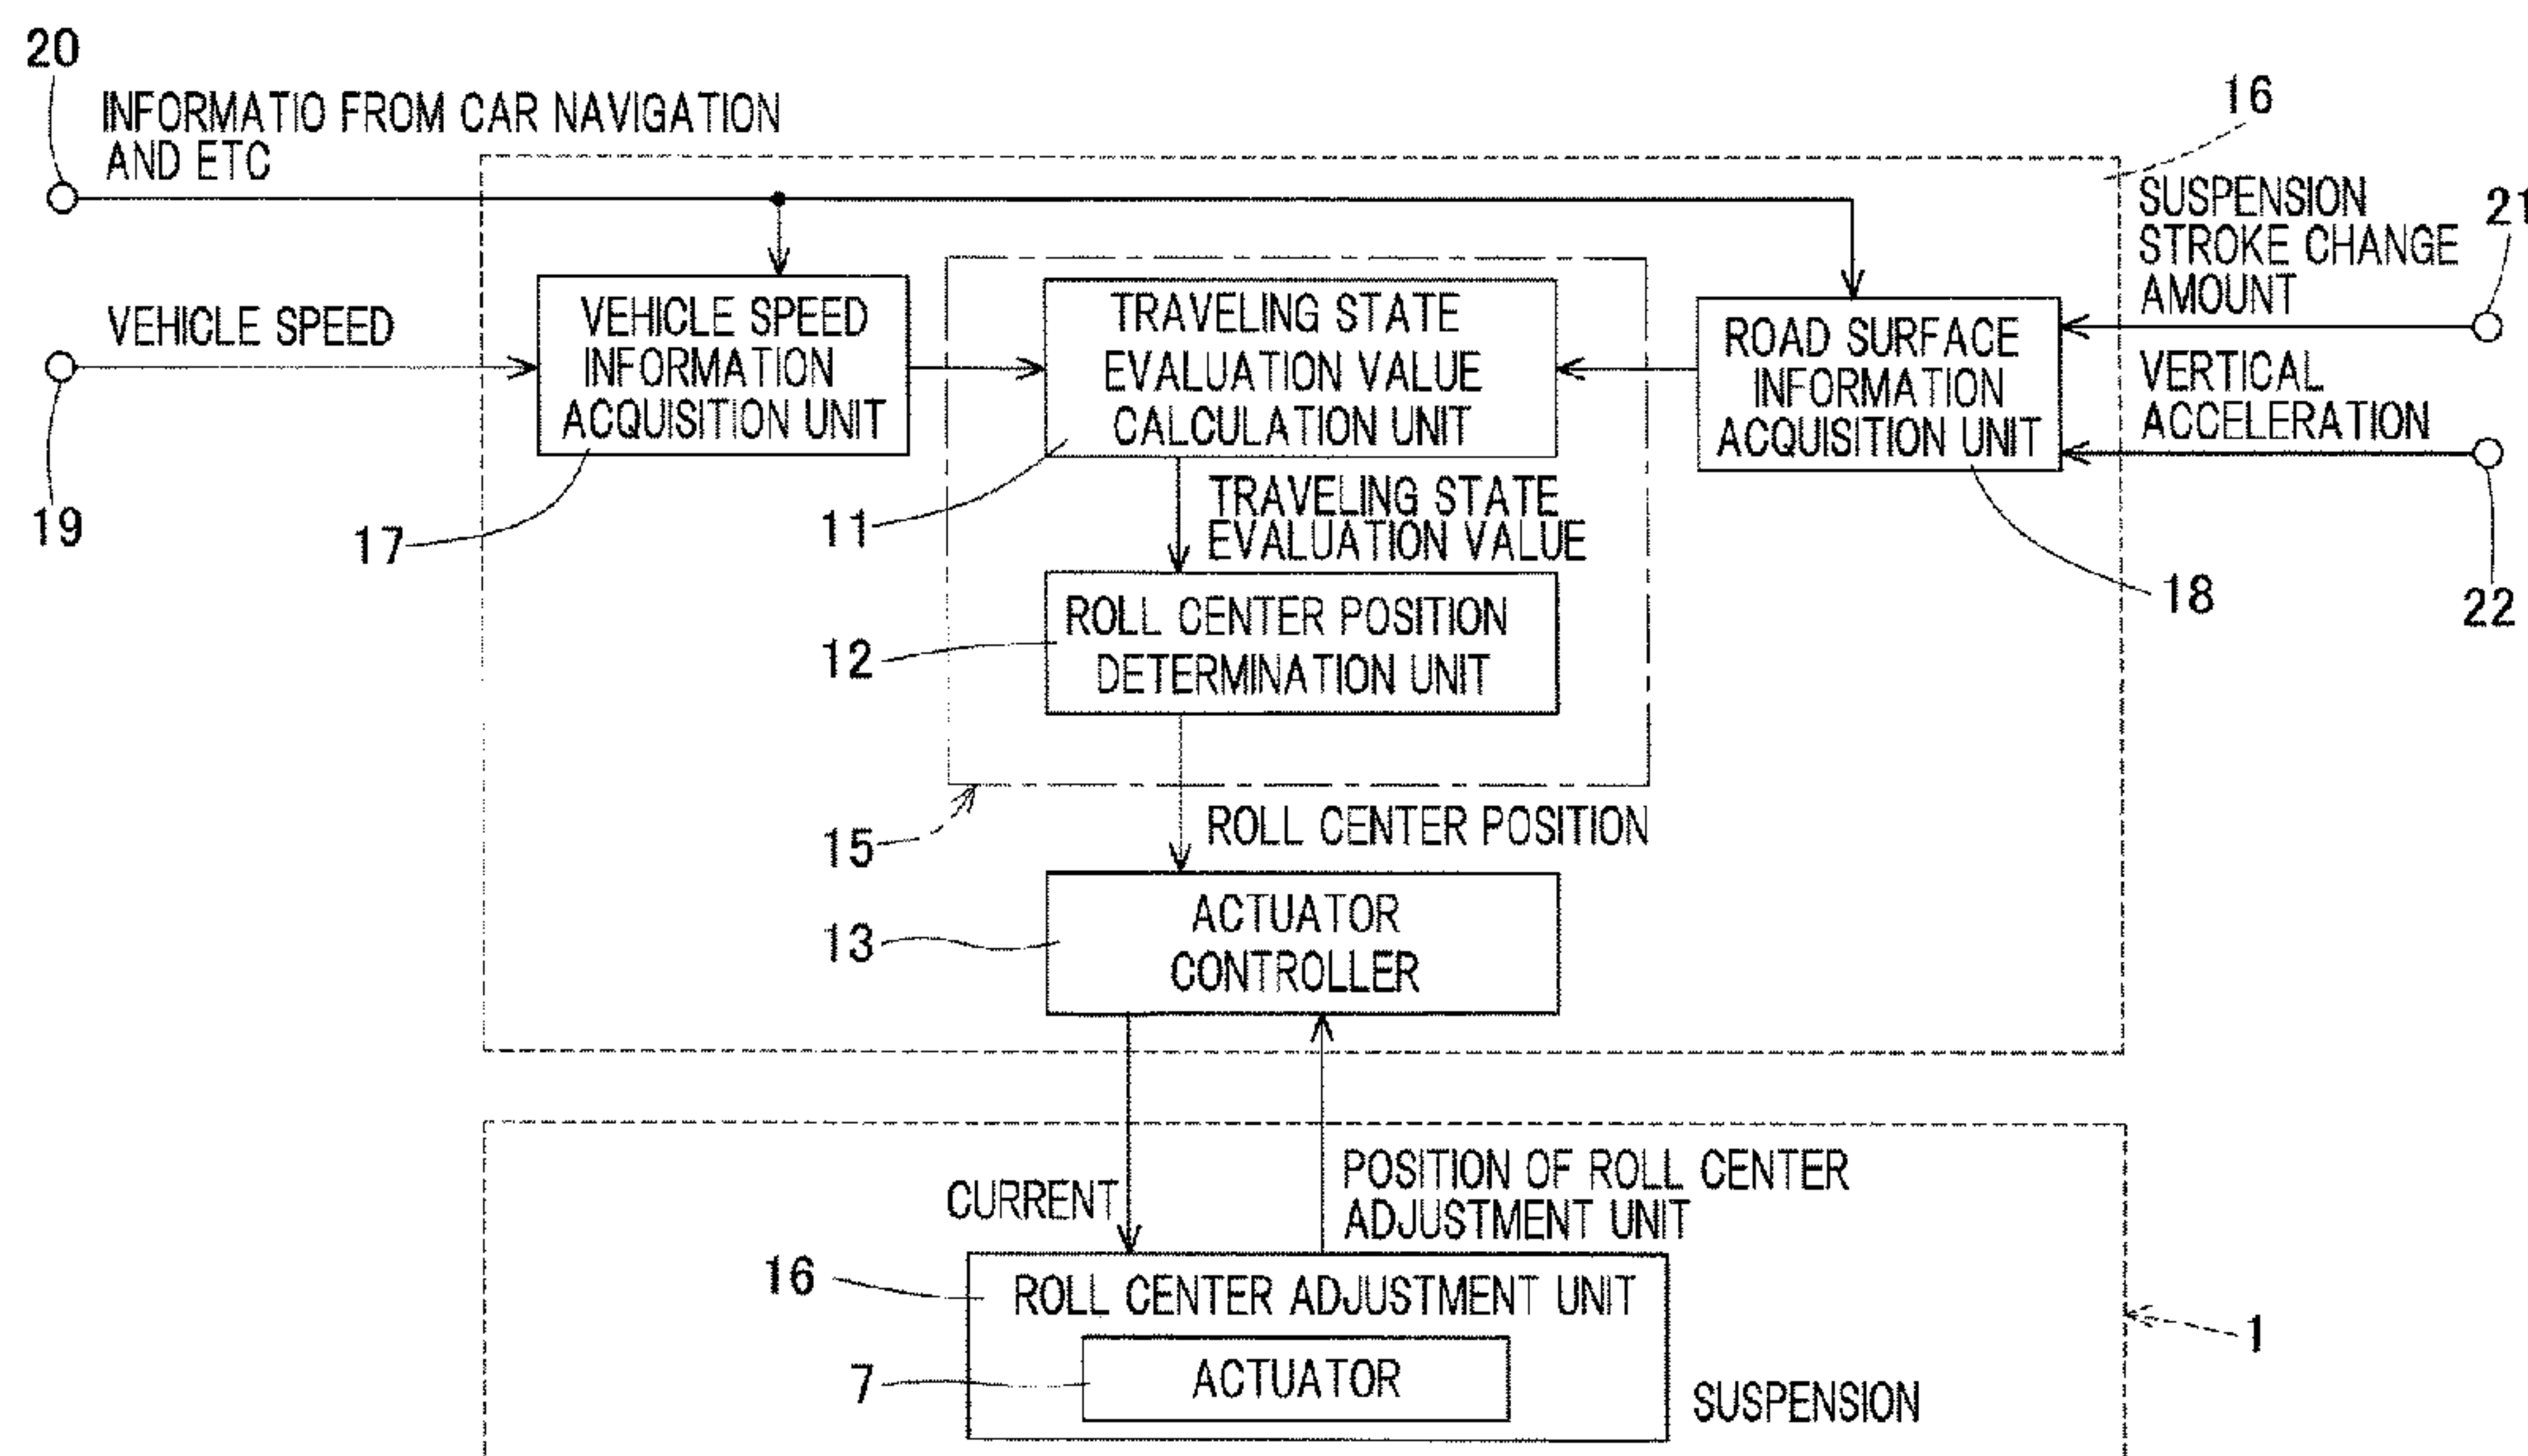 20
INFORMATIO FROM CAR NAVIGATION
AND ETC
16
SUSPENSION
STROKE CHANGE
AMOUNT
21
VEHICLE SPEED
19
VEHICLE SPEED
INFORMATION
ACQUISITION UNIT
17
TRAVELING STATE
EVALUATION VALUE
CALCULATION UNIT
11
ROAD SURFACE
INFORMATION
ACQUISITION UNIT
18
VERTICAL
ACCELERATION
22
TRAVELING STATE
EVALUATION VALUE
12
ROLL CENTER POSITION
DETERMINATION UNIT
15
ROLL CENTER POSITION
13
ACTUATOR
CONTROLLER
CURRENT
POSITION OF ROLL CENTER
ADJUSTMENT UNIT
16
ROLL CENTER ADJUSTMENT UNIT
1
7
ACTUATOR
SUSPENSION